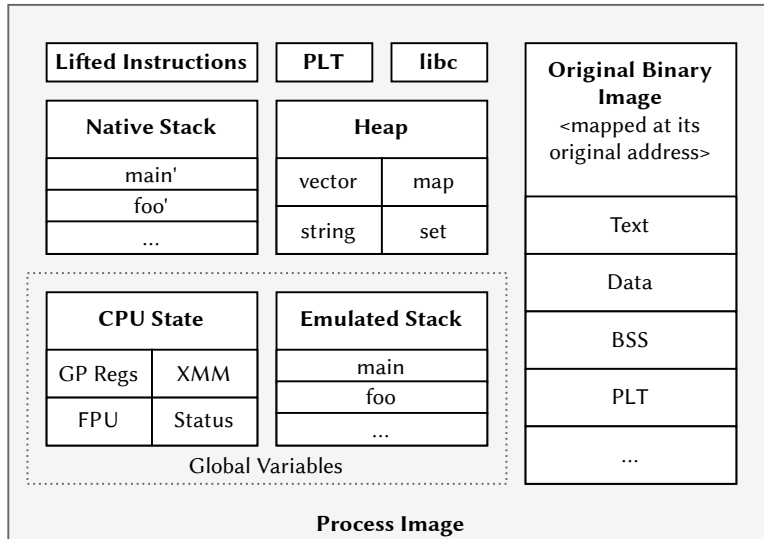 Lifted Instructions
PLT
libc
Native Stack
main'
foo'
...
Heap
vector
map
string
set
Original Binary
Image
<mapped at its
original address>
Text
Data
BSS
PLT
...
CPU State
GP Regs
XMM
FPU
Status
Emulated Stack
main
foo
...
Global Variables
Process Image